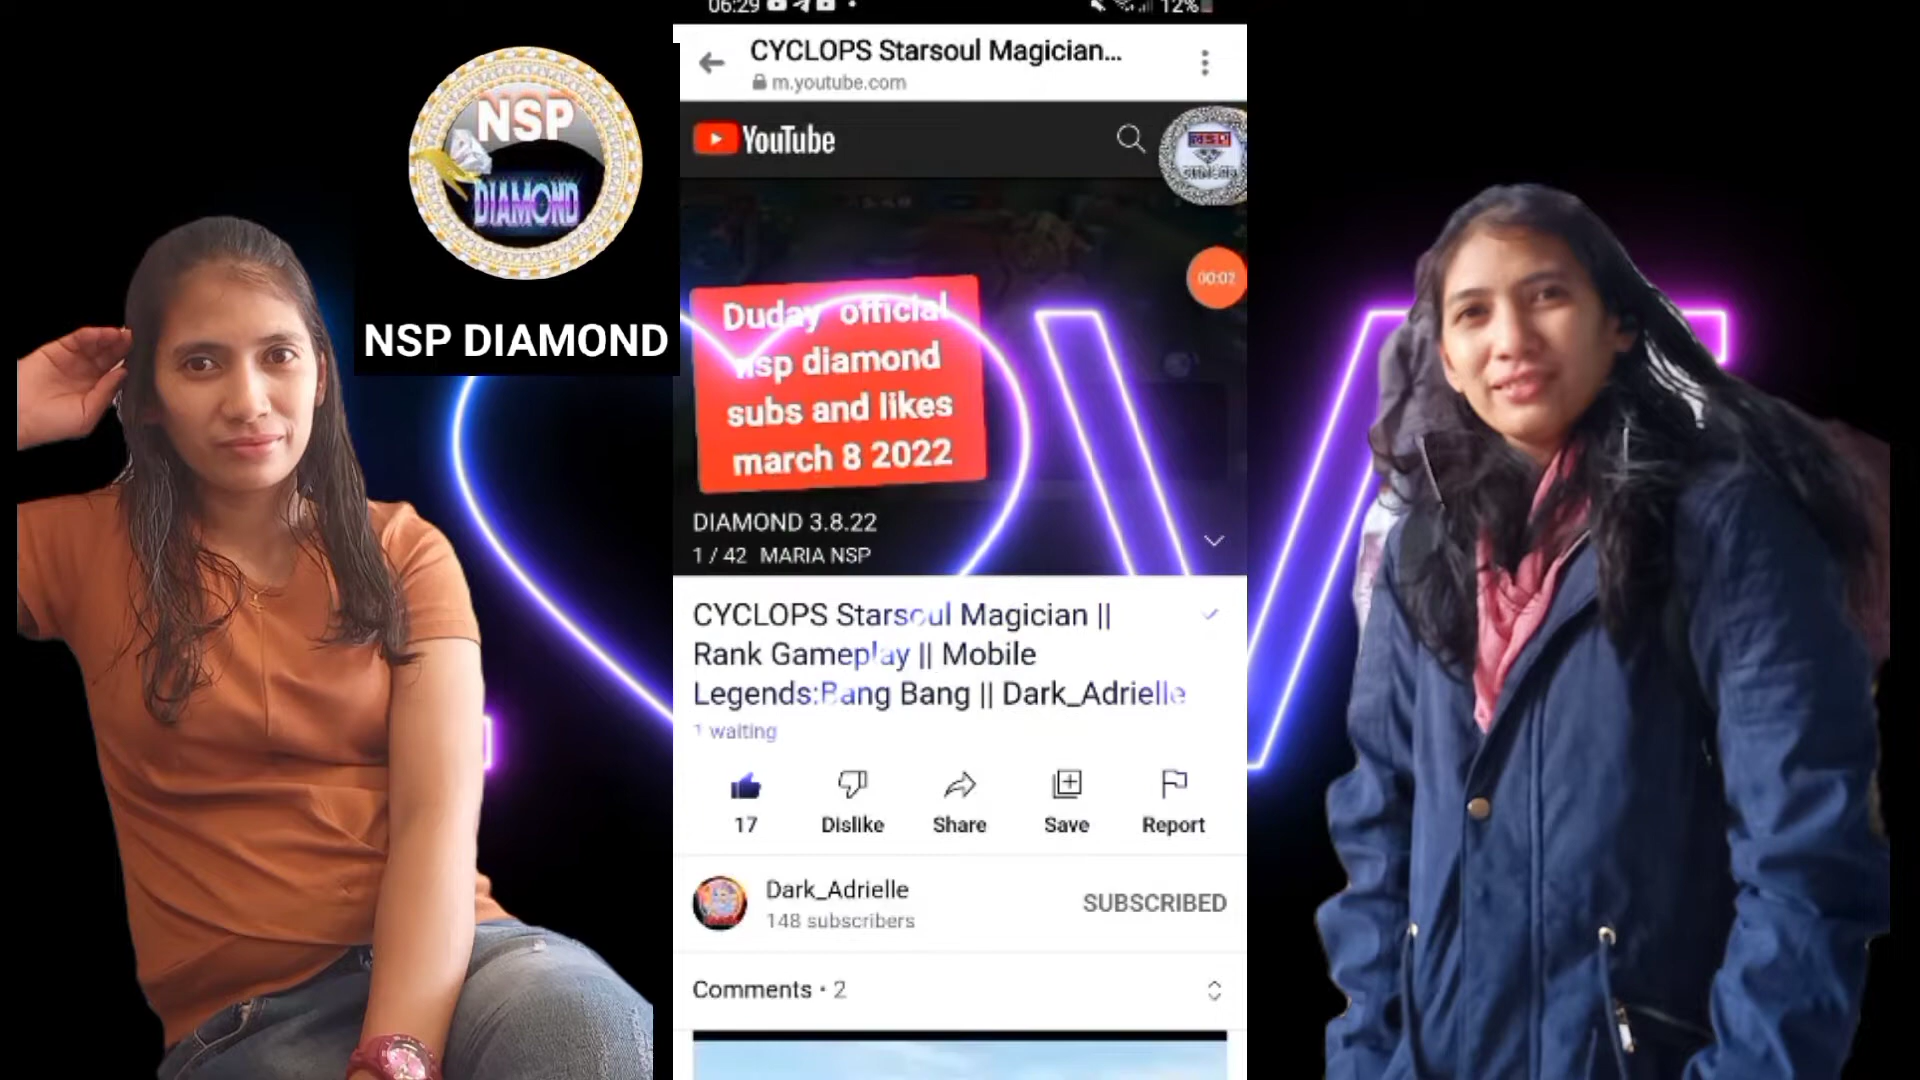 06:29
12%
CYCLOPS Starsoul Magician...
m.youtube.com
YouTube
NSP
DIAMOND
NSP DIAMOND
NSP
00:02
Duday official
nsp diamond
subs and likes
march 8 2022
DIAMOND 3.8.22
1 / 42 MARIA NSP
CYCLOPS Starsoul Magician ||
Rank Gameplay || Mobile
Legends:Bang Bang || Dark_Adrielle
1 waiting
17
Dislike
Share
Save
Report
Dark_Adrielle
148 subscribers
SUBSCRIBED
Comments • 2